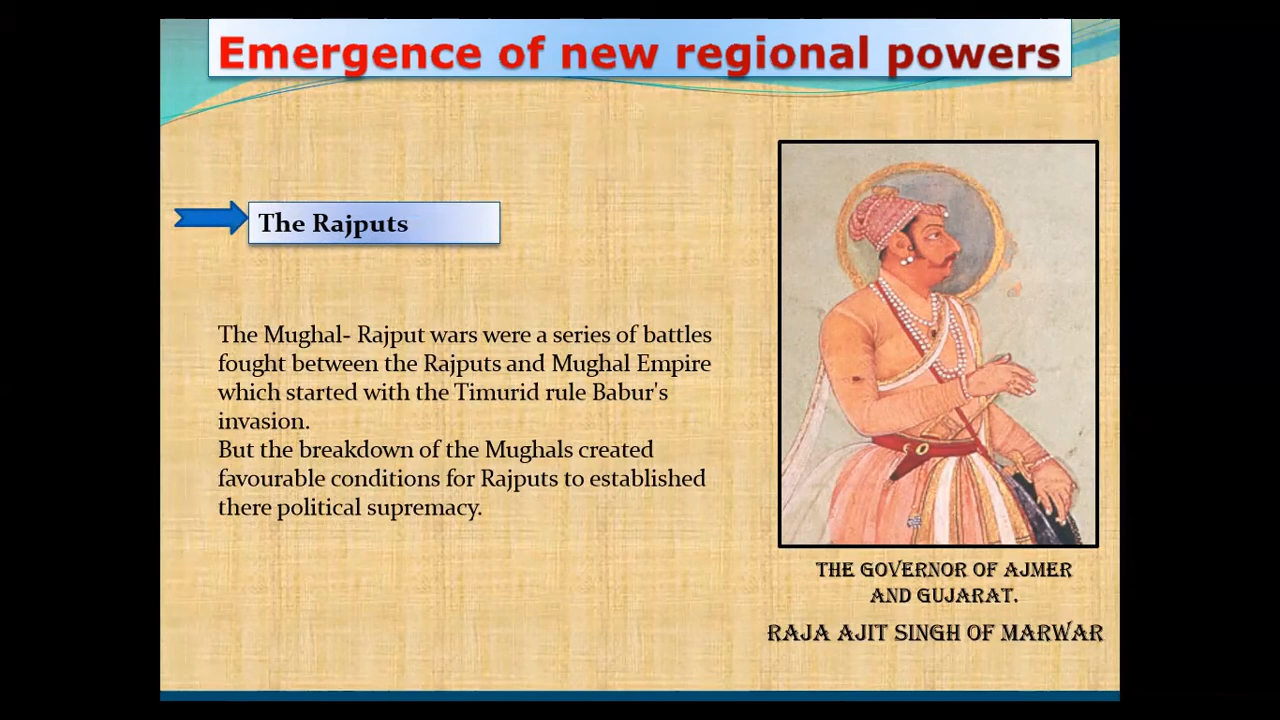 Emergence of new regional powers
The Rajputs
The Mughal- Rajput wars were a series of battles
fought between the Rajputs and Mughal Empire
which started with the Timurid rule Babur's
invasion.
But the breakdown of the Mughals created
favourable conditions for Rajputs to established
there political supremacy.
THE GOVERNOR OF AJMER
AND GUJARAT.
RAJA AJIT SINGH OF MARWAR